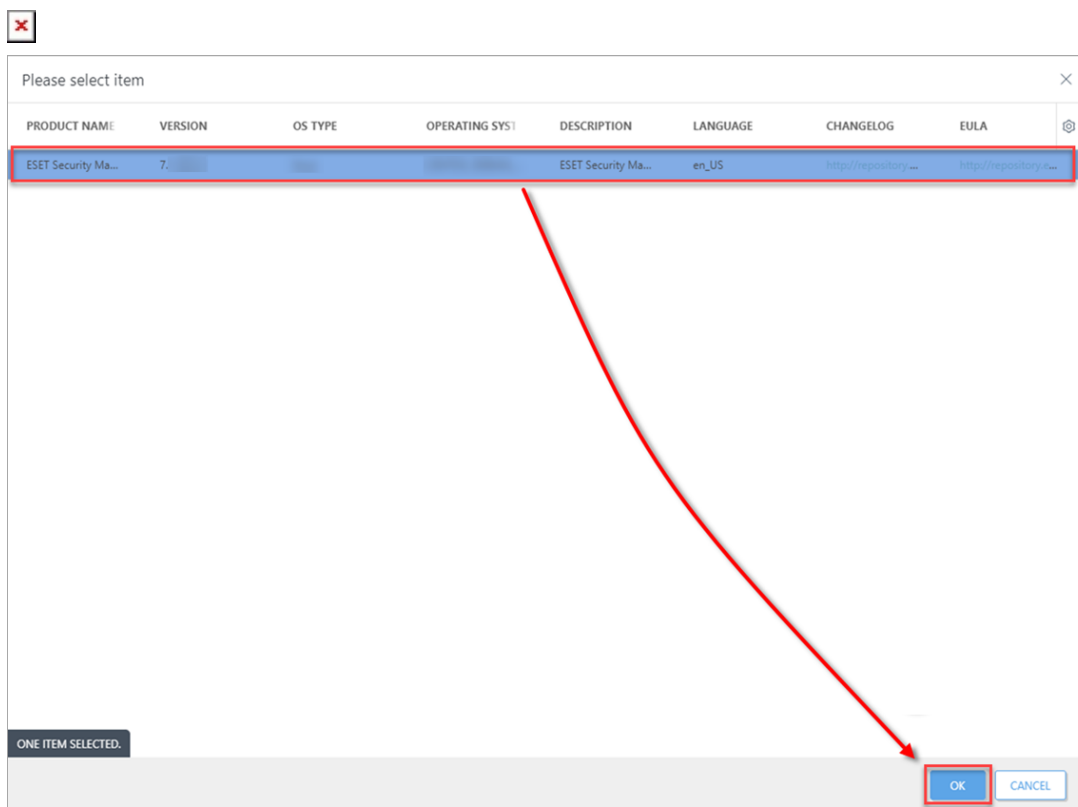 Please select item
PRODUCT NAME VERSION OS TYPE OPERATING SYST DESCRIPTION LANGUAGE CHANGELOG EULA
ESET Security Ma... 7. ESET Security Ma... en_US http://repository.... http://repository.e...
ONE ITEM SELECTED.
OK CANCEL